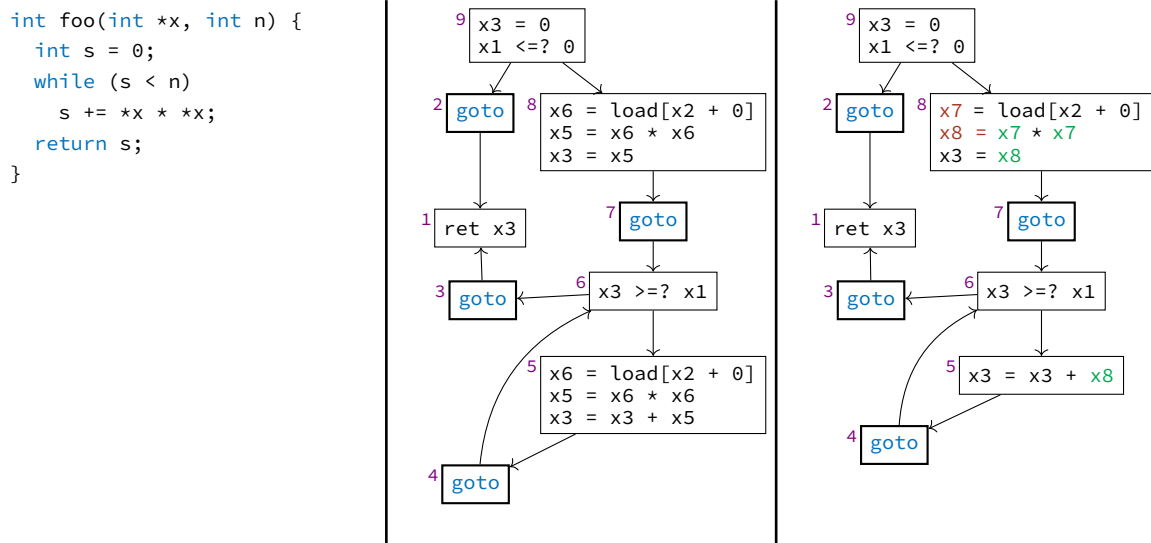 int foo(int *x, int n) {
int s = 0;
while (s < n)
s += *x * *x;
return s;
}
9
x3 = 0
x1 <=? 0
2
goto
8
x6 = load[x2 + 0]
x5 = x6 * x6
x3 = x5
1
ret x3
7
goto
3
goto
6
x3 >=? x1
5
x6 = load[x2 + 0]
x5 = x6 * x6
x3 = x3 + x5
4
goto
9
x3 = 0
x1 <=? 0
2
goto
8
x7 = load[x2 + 0]
x8 = x7 * x7
x3 = x8
1
ret x3
7
goto
3
goto
6
x3 >=? x1
5
x3 = x3 + x8
4
goto